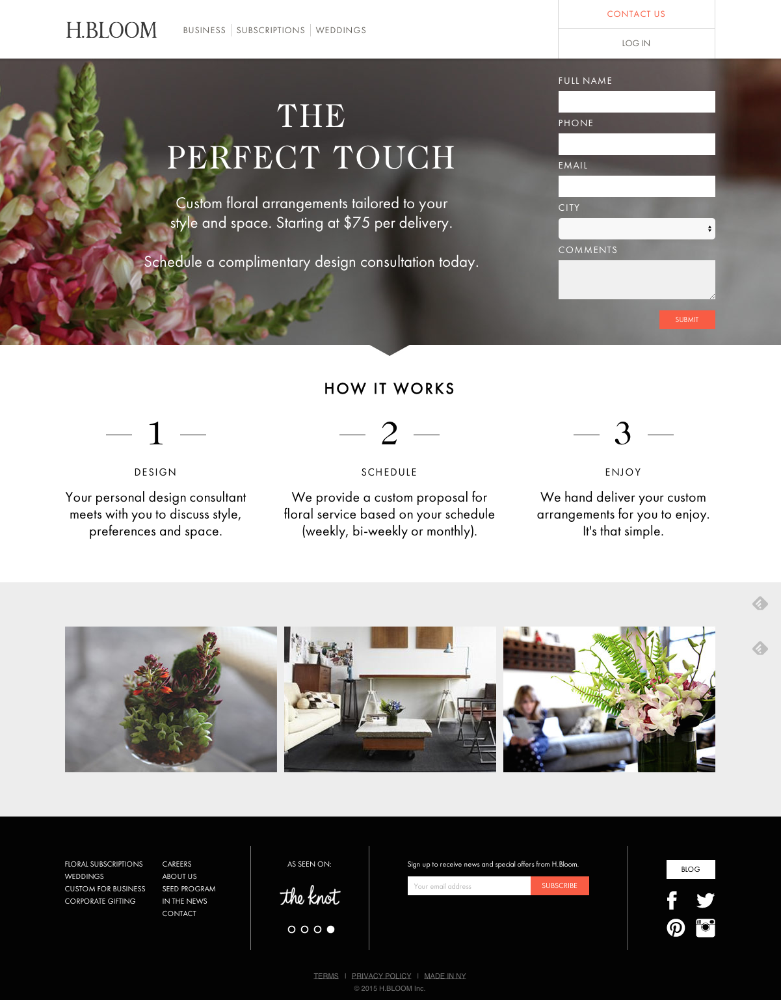 H.BLOOM
BUSINESS
SUBSCRIPTIONS
WEDDINGS
CONTACT US
LOG IN
THE
PERFECT TOUCH
Custom floral arrangements tailored to your
style and space. Starting at $75 per delivery.
Schedule a complimentary design consultation today.
FULL NAME
PHONE
EMAIL
CITY
COMMENTS
SUBMIT
HOW IT WORKS
1
DESIGN
Your personal design consultant
meets with you to discuss style,
preferences and space.
2
SCHEDULE
We provide a custom proposal for
floral service based on your schedule
(weekly, bi-weekly or monthly).
3
ENJOY
We hand deliver your custom
arrangements for you to enjoy.
It's that simple.
FLORAL SUBSCRIPTIONS
WEDDINGS
CUSTOM FOR BUSINESS
CORPORATE GIFTING
CAREERS
ABOUT US
SEED PROGRAM
IN THE NEWS
CONTACT
AS SEEN ON:
the knot
Sign up to receive news and special offers from H.Bloom.
Your email address
SUBSCRIBE
BLOG
TERMS | PRIVACY POLICY | MADE IN NY
© 2015 H.BLOOM Inc.